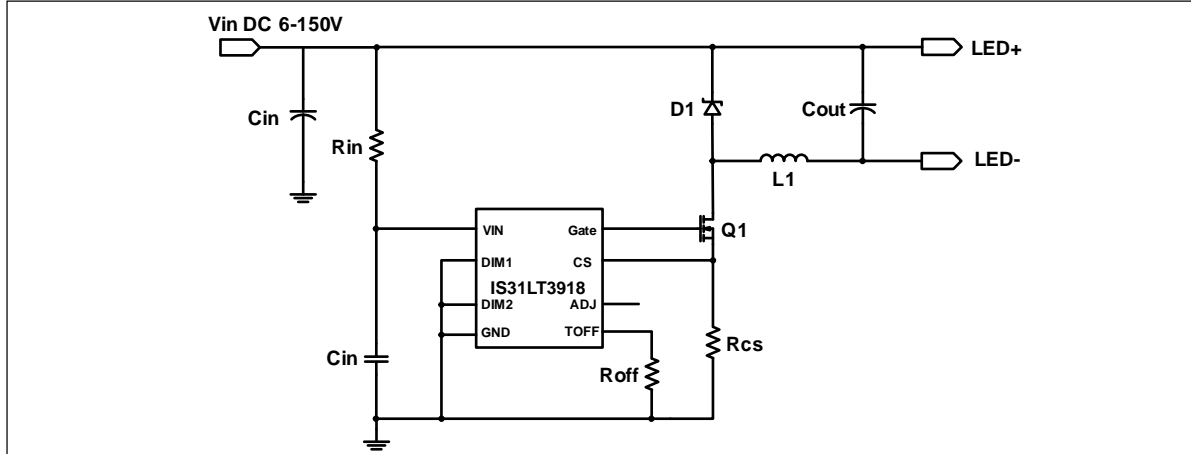 Vin DC 6-150V
LED+
D1
Cout
Cin
Rin
LED-
L1
VIN
Gate
Q1
DIM1
CS
IS31LT3918
DIM2
ADJ
GND
TOFF
Rcs
Cin
Roff